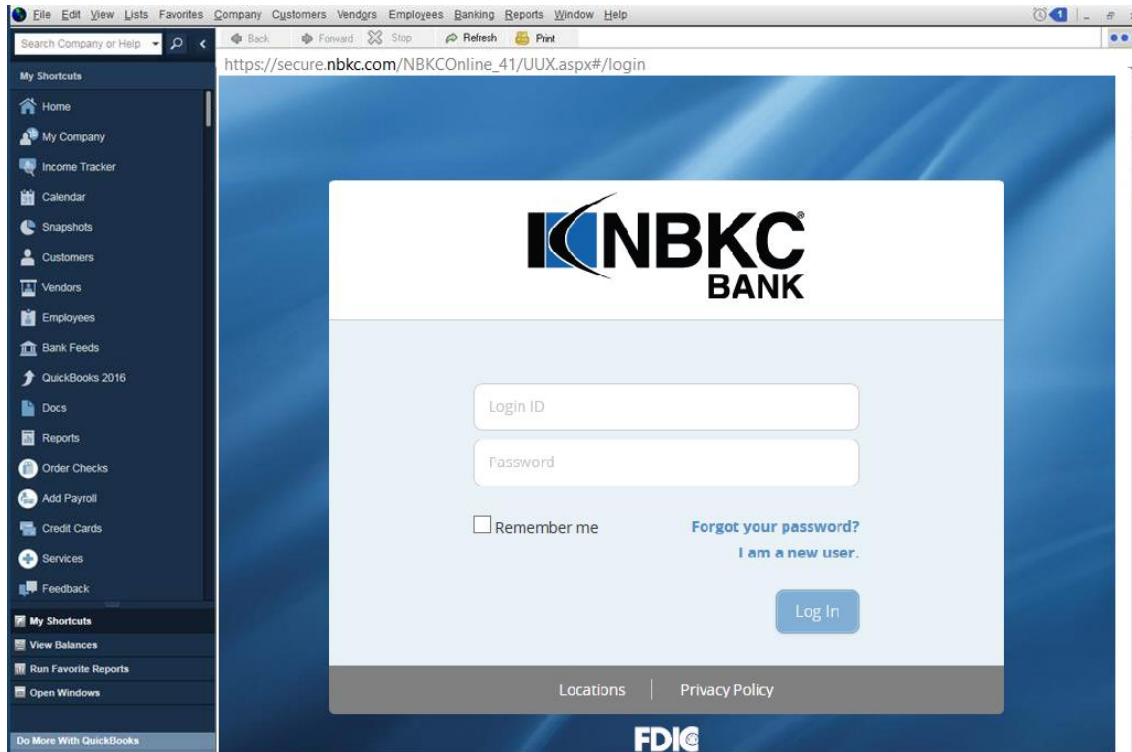 File Edit View Lists Favorites Company Customers Vendors Employees Banking Reports Window Help
1
Search Company or Help
Back Forward Stop Refresh Print
https://secure.nbkc.com/NBKCOnline_41/UUX.aspx#/login
My Shortcuts
Home
My Company
Income Tracker
Calendar
Snapshots
Customers
Vendors
Employees
Bank Feeds
QuickBooks 2016
Docs
Reports
Order Checks
Add Payroll
Credit Cards
Services
Feedback
My Shortcuts
View Balances
Run Favorite Reports
Open Windows
Do More With QuickBooks
NBKC®
BANK
Login ID
Password
Remember me
Forgot your password?
I am a new user.
Log In
Locations Privacy Policy
FDIC